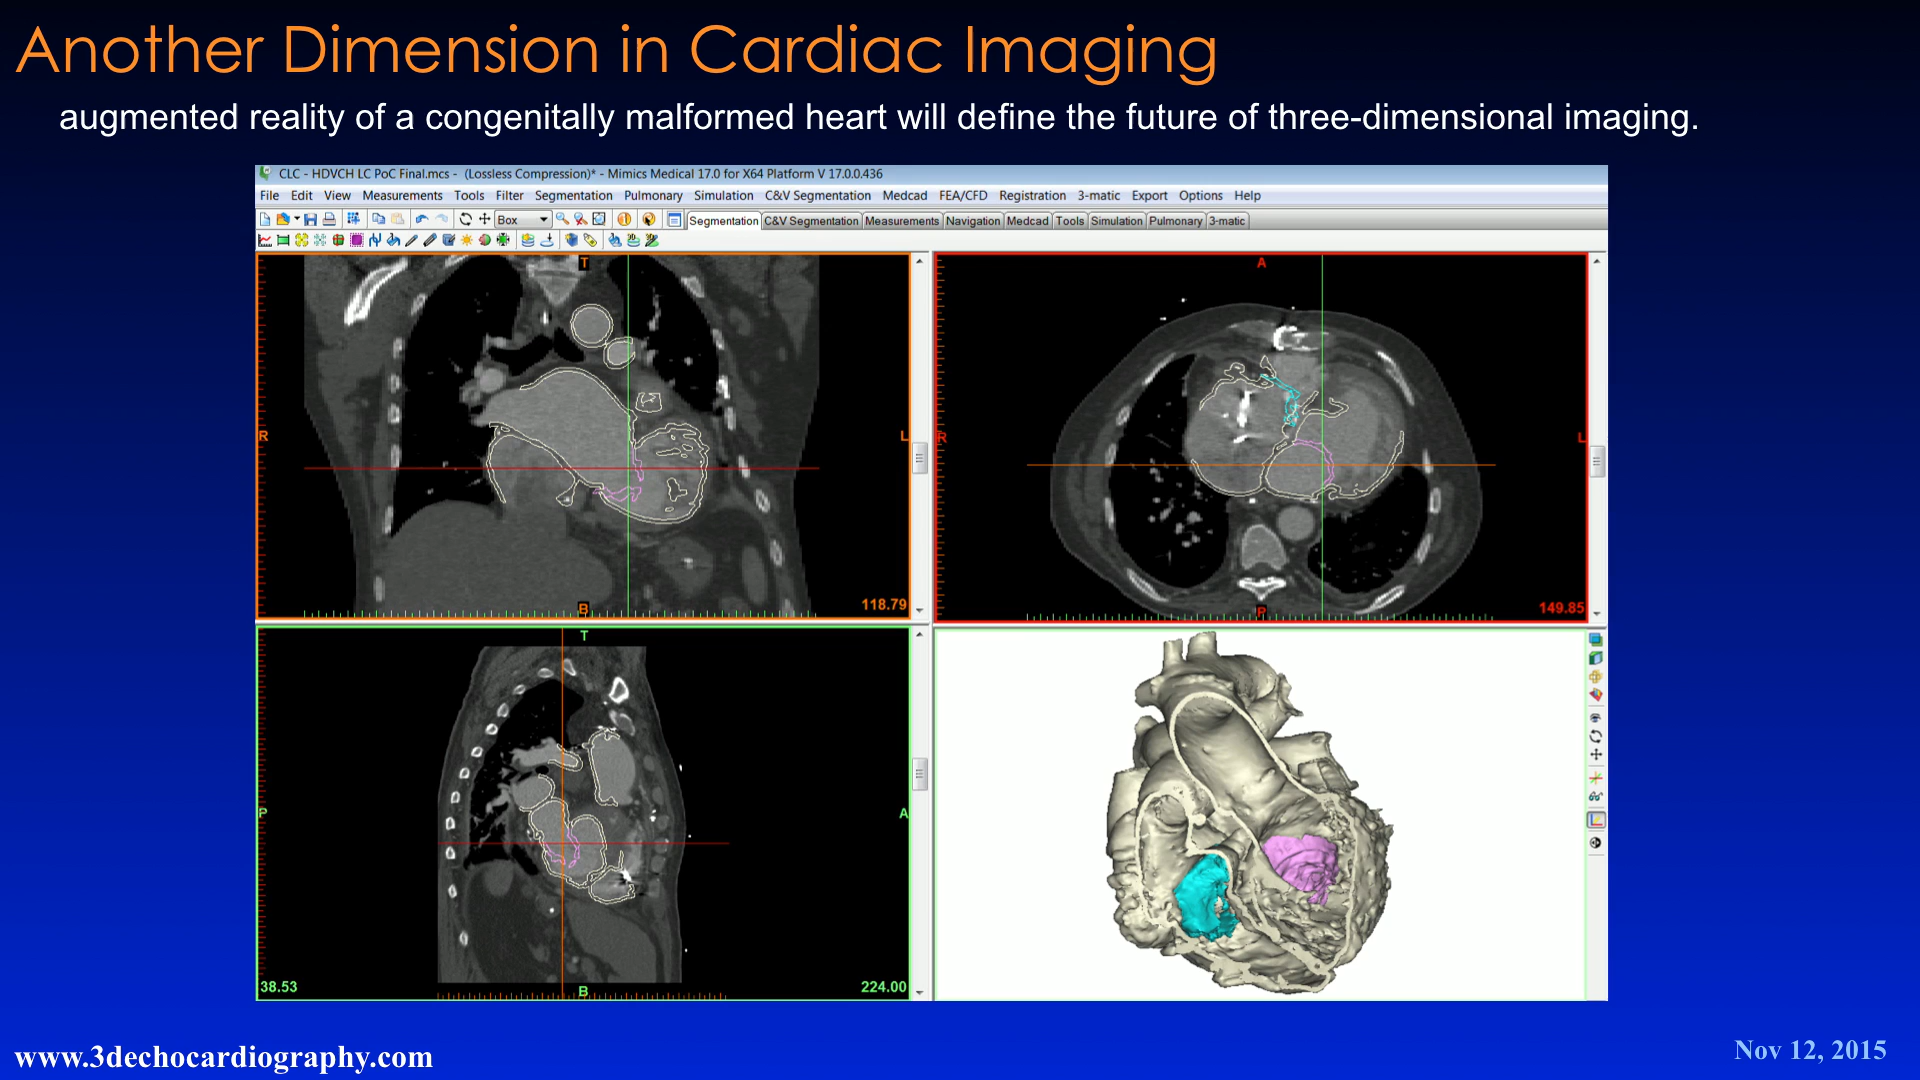 Another Dimension in Cardiac Imaging
augmented reality of a congenitally malformed heart will define the future of three-dimensional imaging.
CLC - HDVCH LC PoC Final.mcs - (Lossless Compression)* - Mimics Medical 17.0 for X64 Platform V 17.0.0.436
File Edit View Measurements Tools Filter Segmentation Pulmonary Simulation C&V Segmentation Medcad FEA/CFD Registration 3-matic Export Options Help
Box Segmentation C&V Segmentation Measurements Navigation Medcad Tools Simulation Pulmonary 3-matic
T
R
L
B
118.79
A
R
L
P
149.85
T
P
A
38.53
B
224.00
www.3dechocardiography.com
Nov 12, 2015